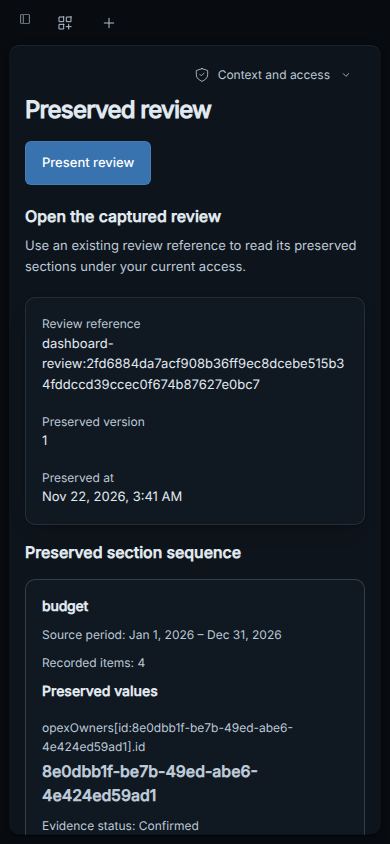 Context and access
Preserved review
Present review
Open the captured review
Use an existing review reference to read its preserved
sections under your current access.
Review reference
dashboard-
review:2fd6884da7acf908b36ff9ec8dcebe515b3
4fddccd39ccec0f674b87627e0bc7
Preserved version
1
Preserved at
Nov 22, 2026, 3:41 AM
Preserved section sequence
budget
Source period: Jan 1, 2026 – Dec 31, 2026
Recorded items: 4
Preserved values
opexOwners[id:8e0dbb1f-be7b-49ed-abe6-
4e424ed59ad1].id
8e0dbb1f-be7b-49ed-abe6-
4e424ed59ad1
Evidence status: Confirmed